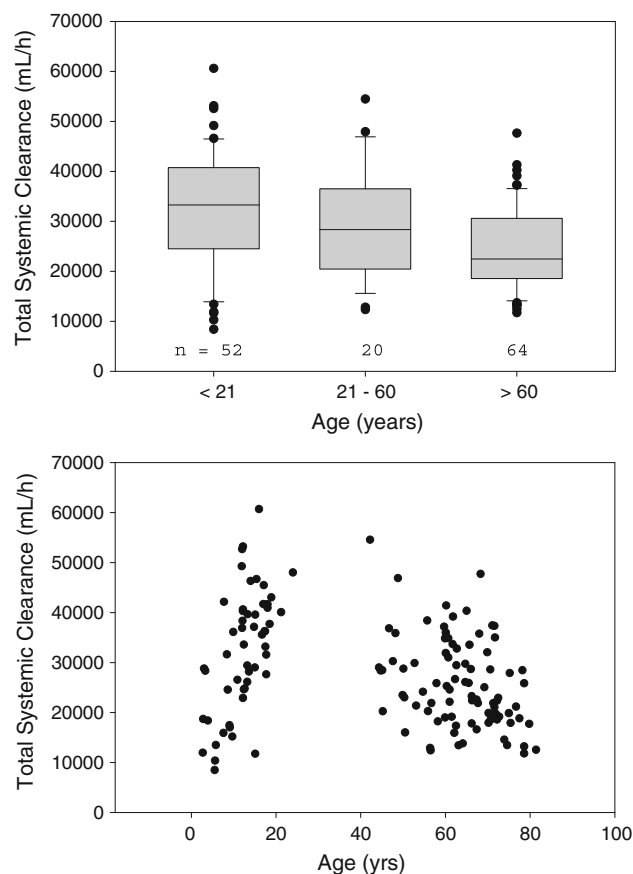 70000
60000
50000
40000
30000
20000
10000
0
Total Systemic Clearance (mL/h)
n = 52 20 64
< 21 21 - 60 > 60
Age (years)
70000
60000
50000
40000
30000
20000
10000
0
Total Systemic Clearance (mL/h)
0 20 40 60 80 100
Age (yrs)